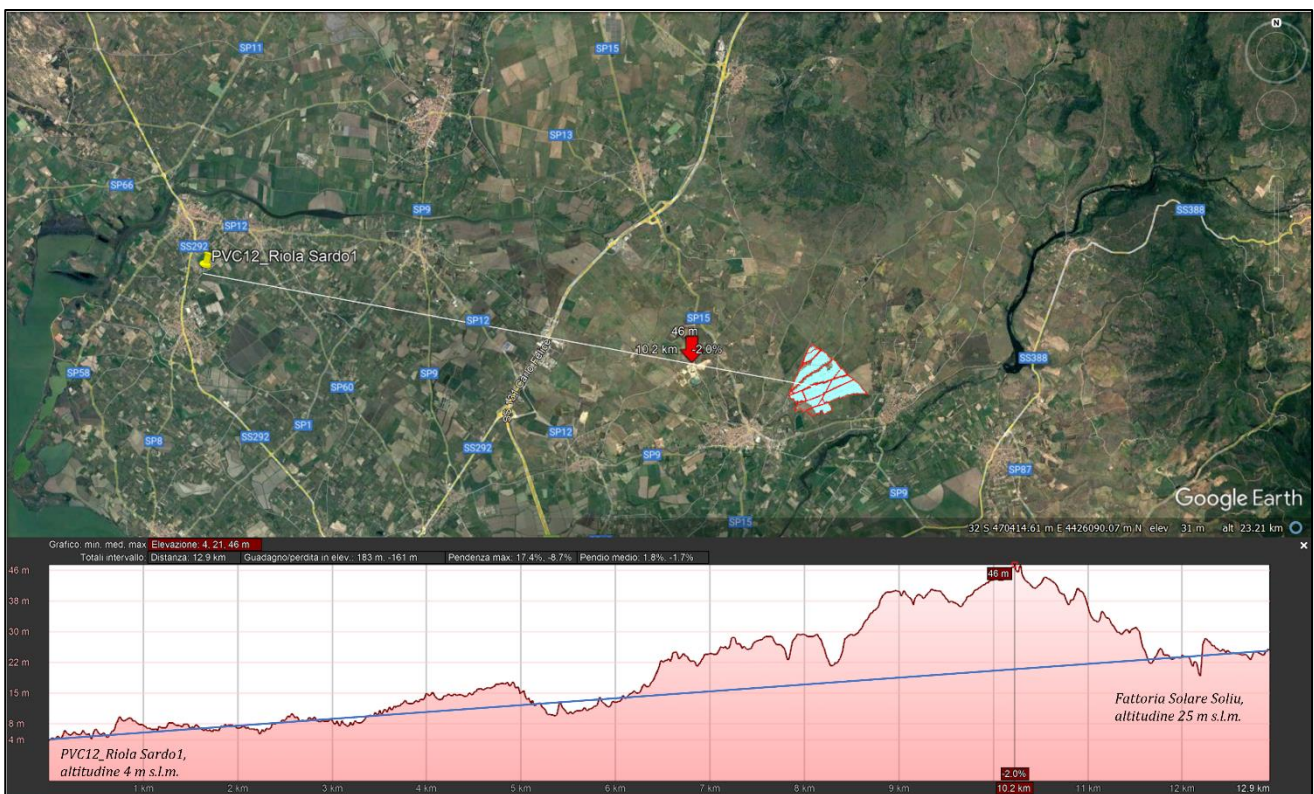 N
SP11
SP15
SP13
SP66
SP9
SP12
SS388
SS292
PVC12_Riola Sardo1
SP12
SP15
46 m
10.2 km -2.0%
SS388
SP58
SP60
SP9
SP1
SP8
SS292
SP12
SS292
SP9
SP87
SP9
SP15
Google Earth
32 S 470414.61 m E 4426090.07 m N elev 31 m alt 23.21 km
Grafico: min, med, max Elevazione: 4, 21, 46 m
Totali intervallo: Distanza: 12.9 km Guadagno/perdita in elev.: 183 m, -161 m Pendenza max: 17.4%, -8.7% Pendio medio: 1.8%, -1.7%
46 m
46 m
38 m
30 m
22 m
15 m
8 m
4 m
Fattoria Solare Soliu,
altitudine 25 m s.l.m.
PVC12_Riola Sardo1,
altitudine 4 m s.l.m.
-2.0%
1 km 2 km 3 km 4 km 5 km 6 km 7 km 8 km 9 km 10.2 km 11 km 12 km 12.9 km